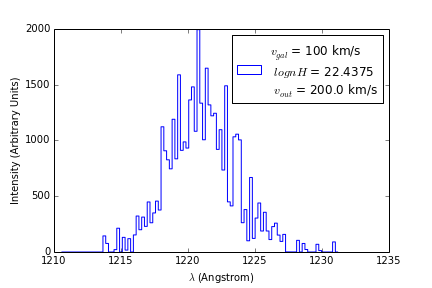 2000
1500
1000
500
0
Intensity (Arbitrary Units)
v_gal = 100 km/s
lognH = 22.4375
v_out = 200.0 km/s
1210 1215 1220 1225 1230 1235
λ (Angstrom)